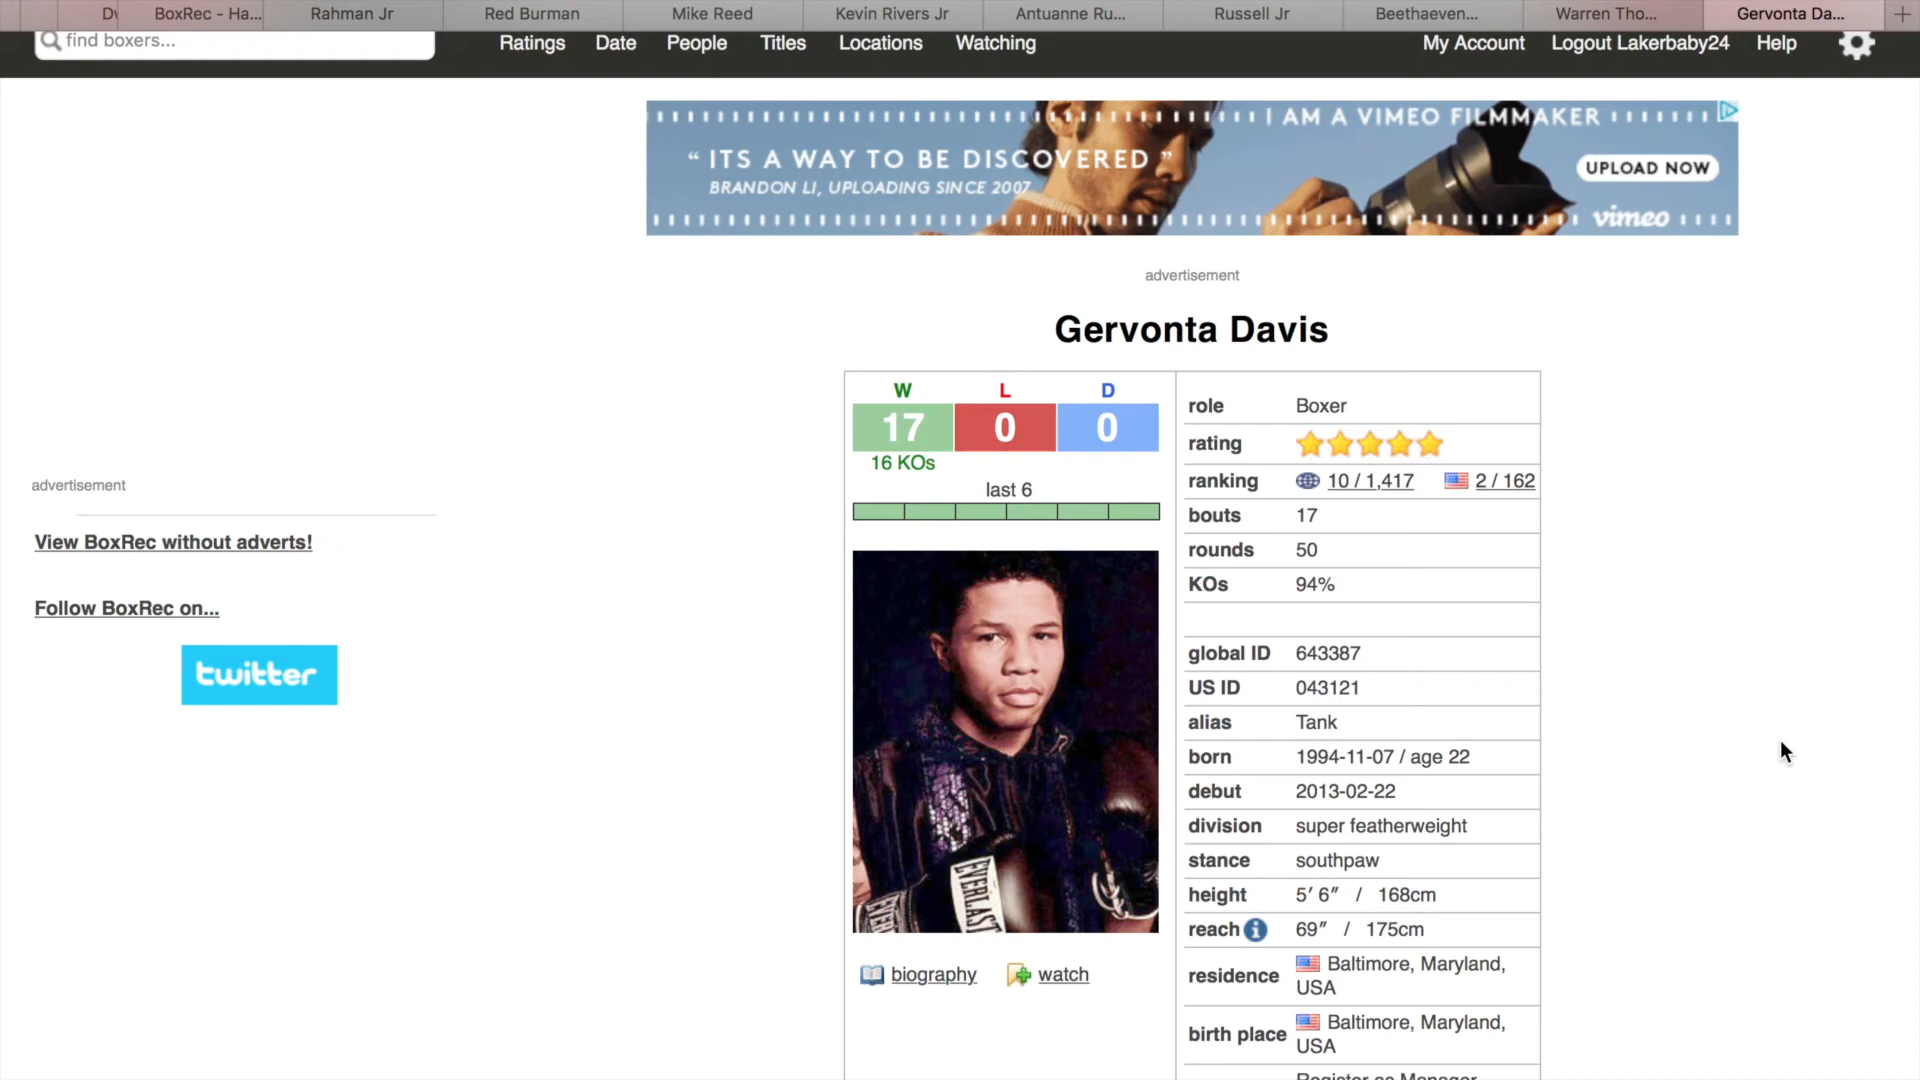 BoxRec - Ha...
Rahman Jr
Red Burman
Mike Reed
Kevin Rivers Jr
Antuanne Ru...
Russell Jr
Beethaeven...
Warren Tho...
Gervonta Da...
find boxers...
Ratings Date People Titles Locations Watching
My Account Logout Lakerbaby24 Help
I AM A VIMEO FILMMAKER
“ ITS A WAY TO BE DISCOVERED ”
BRANDON LI, UPLOADING SINCE 2007
UPLOAD NOW
vimeo
advertisement
Gervonta Davis
W L D
17 0 0
16 KOs
last 6
EVERLAST
biography watch
role Boxer
rating
ranking 10 / 1,417 2 / 162
bouts 17
rounds 50
KOs 94%
global ID 643387
US ID 043121
alias Tank
born 1994-11-07 / age 22
debut 2013-02-22
division super featherweight
stance southpaw
height 5′ 6″ / 168cm
reach 69″ / 175cm
residence Baltimore, Maryland,
USA
birth place Baltimore, Maryland,
USA
Register as Manager
advertisement
View BoxRec without adverts!
Follow BoxRec on...
twitter